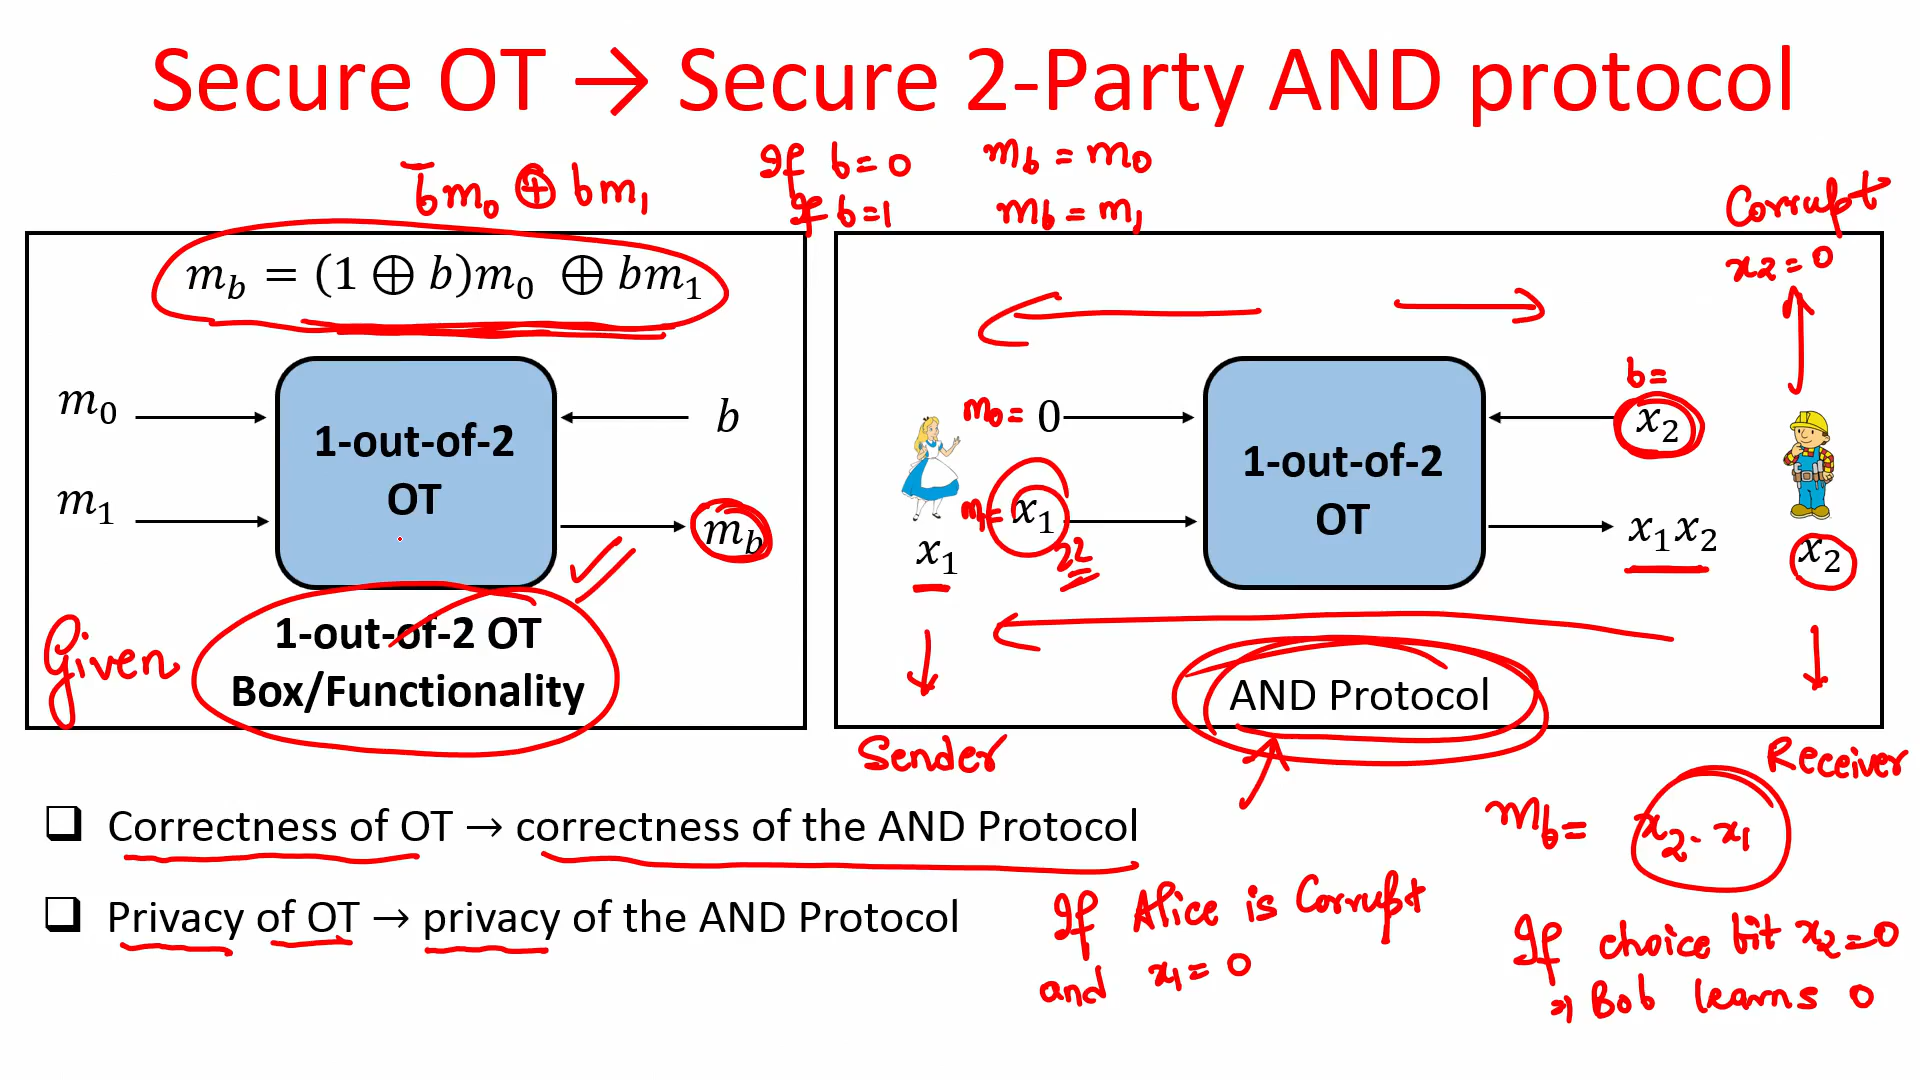 Secure OT → Secure 2-Party AND protocol
b̄m₀ ⊕ bm₁
If b=0 m_b = m₀
If b=1 m_b = m₁
Corrupt
x2=0
m_b = (1 ⊕ b)m₀ ⊕ bm₁
m₀
m₁
1-out-of-2
OT
b
m_b
Given
1-out-of-2 OT
Box/Functionality
m₀= 0
m₁= x₁
??
x₁
1-out-of-2
OT
b=
x₂
x₁x₂
x₂
AND Protocol
Sender
Receiver
❑ Correctness of OT → correctness of the AND Protocol
❑ Privacy of OT → privacy of the AND Protocol
m_b= x₂.x₁
If Alice is Corrupt
and x₁=0
If choice bit x₂=0
⇒ Bob learns 0